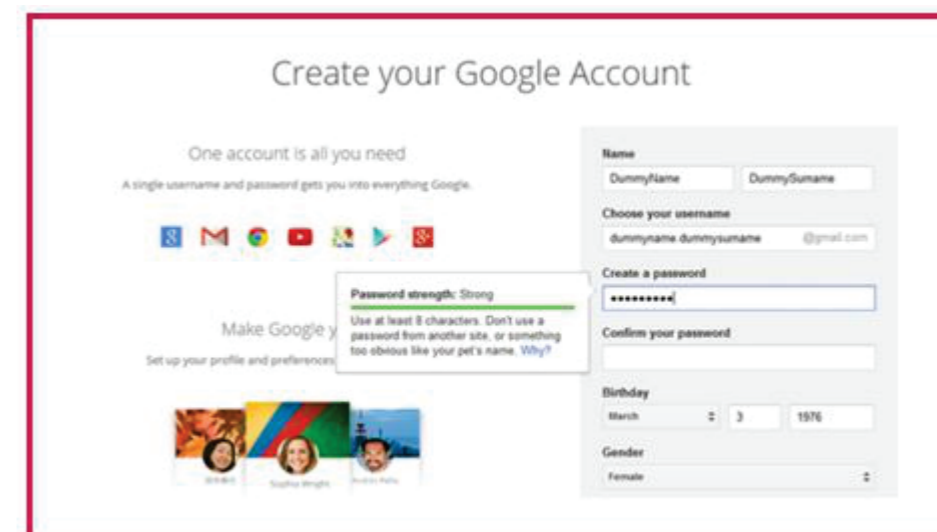 Create your Google Account
One account is all you need
A single username and password gets you into everything Google.
8
8+
Make Google y
Set up your profile and preferences
Sophia Wright
Name
DummyName DummySurname
Choose your username
dummyname.dummysurname @gmail.com
Create a password
•••••••••
Password strength: Strong
Use at least 8 characters. Don't use a
password from another site, or something
too obvious like your pet's name. Why?
Confirm your password
Birthday
March 3 1976
Gender
Female